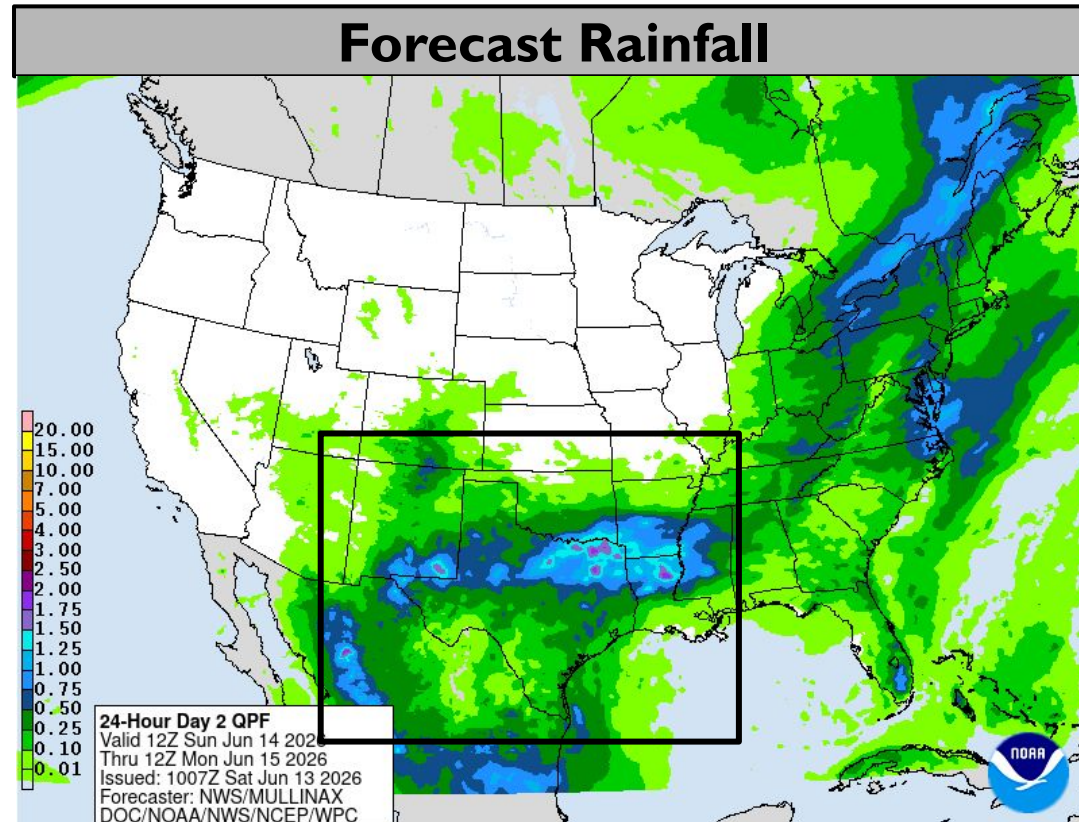 Forecast Rainfall
20.00
15.00
10.00
7.00
5.00
4.00
3.00
2.50
2.00
1.75
1.50
1.25
1.00
0.75
0.50
0.25
0.10
0.01
24-Hour Day 2 QPF
Valid 12Z Sun Jun 14 2026
Thru 12Z Mon Jun 15 2026
Issued: 1007Z Sat Jun 13 2026
Forecaster: NWS/MULLINAX
DOC/NOAA/NWS/NCEP/WPC
NOAA